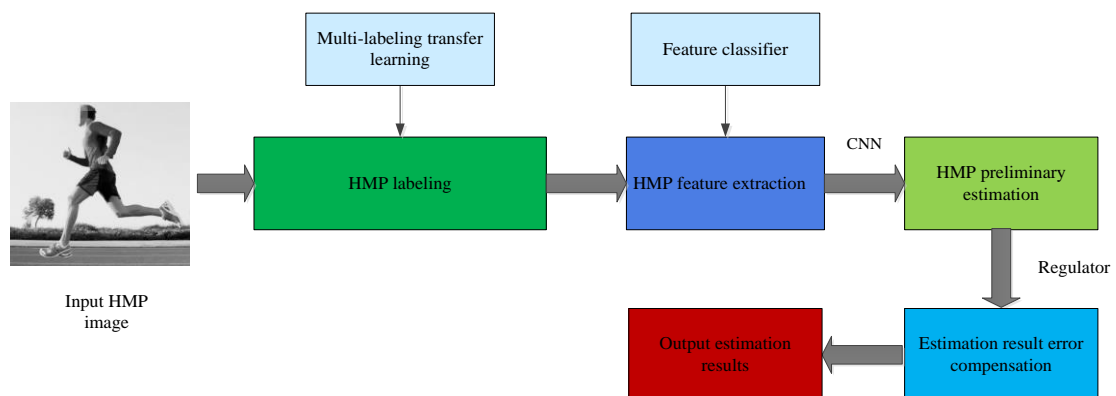 Multi-labeling transfer
learning
Feature classifier
HMP labeling
HMP feature extraction
CNN
HMP preliminary
estimation
Regulator
Input HMP
image
Output estimation
results
Estimation result error
compensation